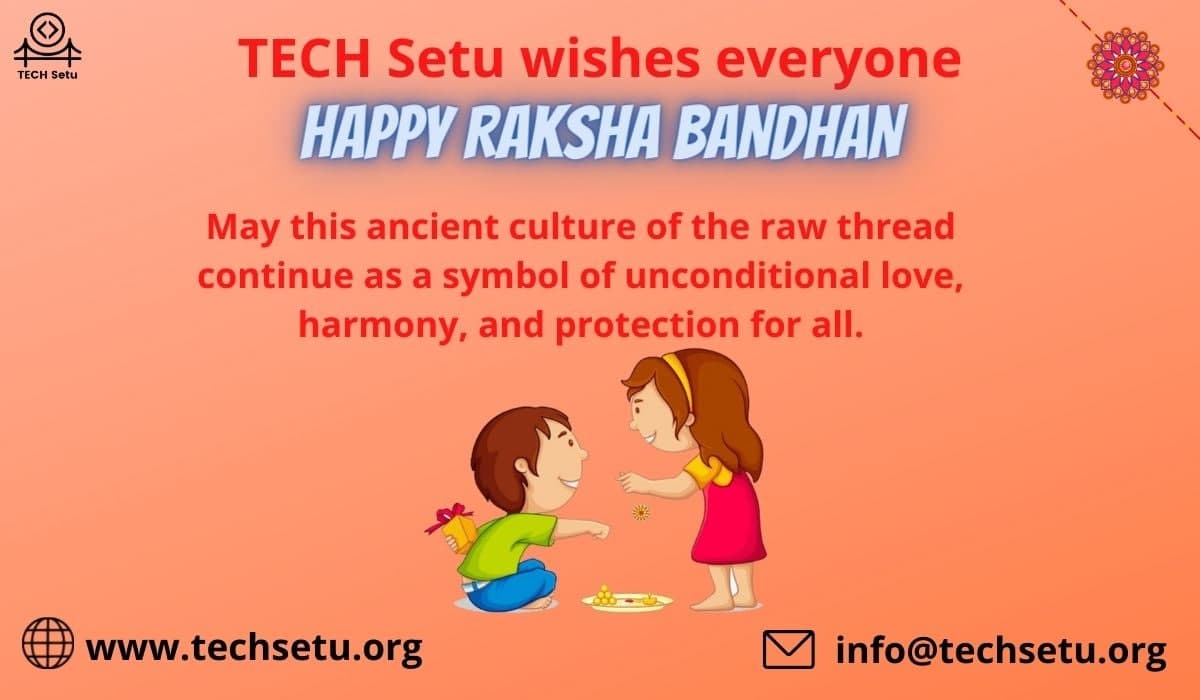 TECH Setu
TECH Setu wishes everyone
HAPPY RAKSHA BANDHAN
May this ancient culture of the raw thread
continue as a symbol of unconditional love,
harmony, and protection for all.
www.techsetu.org
info@techsetu.org